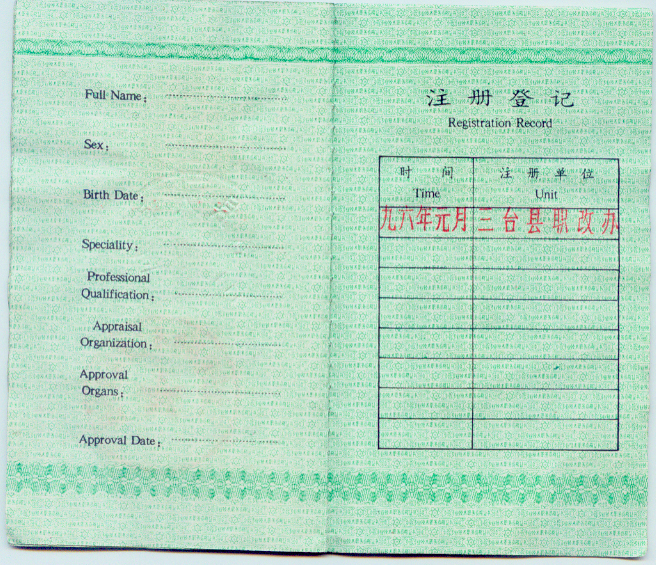 Full Name:
Sex:
Birth Date:
Speciality:
Professional
Qualification:
Appraisal
Organization:
Approval
Organs:
Approval Date:
注册登记
Registration Record
时间 注册单位
Time Unit
九六年元月 三台县职改办